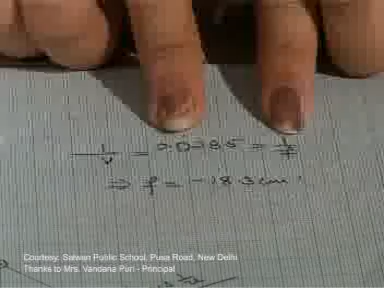 1/v = 0.0385 = 1/f
⇒ f = -18.3 cm
Courtesy: Salwan Public School, Pusa Road, New Delhi
Thanks to Mrs. Vandana Puri - Principal